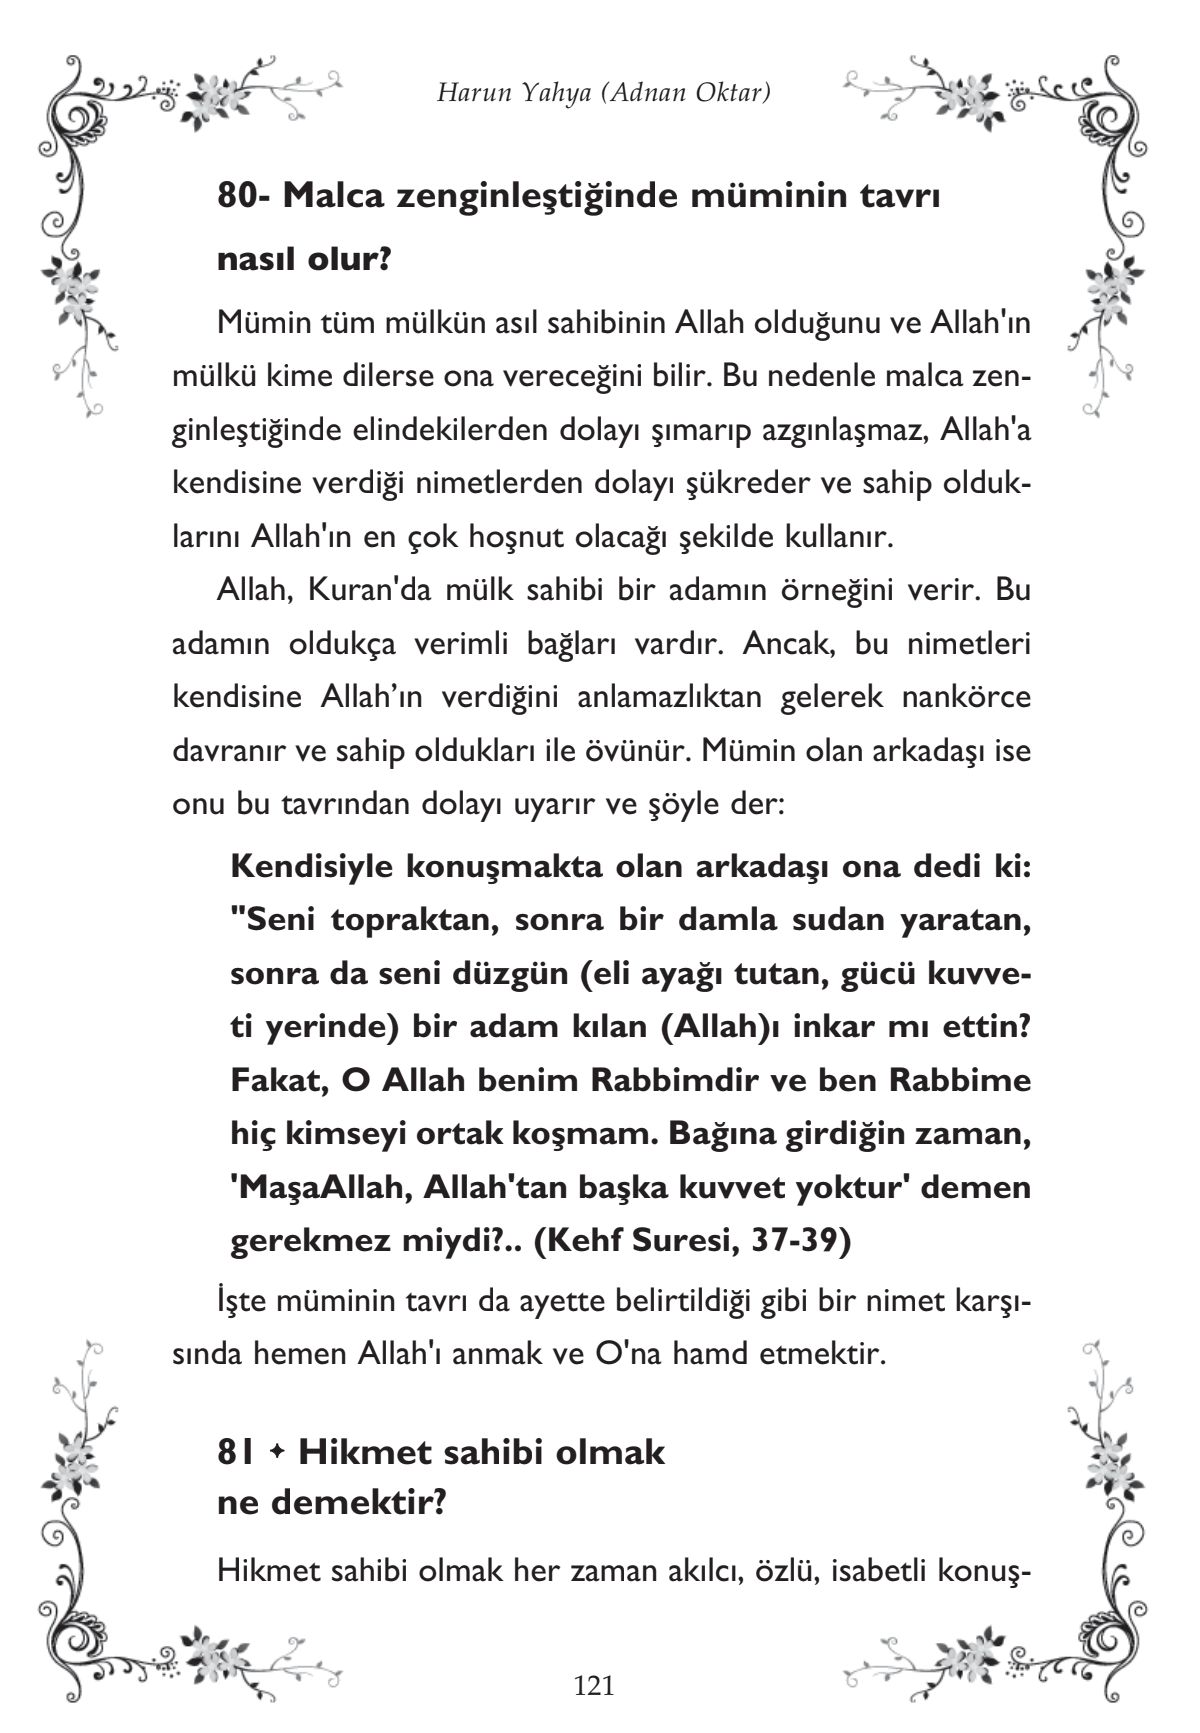 Harun Yahya (Adnan Oktar)
80- Malca zenginleştiğinde müminin tavrı
nasıl olur?
Mümin tüm mülkün asıl sahibinin Allah olduğunu ve Allah'ın
mülkü kime dilerse ona vereceğini bilir. Bu nedenle malca zen-
ginleştiğinde elindekilerden dolayı şımarıp azgınlaşmaz, Allah'a
kendisine verdiği nimetlerden dolayı şükreder ve sahip olduk-
larını Allah'ın en çok hoşnut olacağı şekilde kullanır.
Allah, Kuran'da mülk sahibi bir adamın örneğini verir. Bu
adamın oldukça verimli bağları vardır. Ancak, bu nimetleri
kendisine Allah’ın verdiğini anlamazlıktan gelerek nankörce
davranır ve sahip oldukları ile övünür. Mümin olan arkadaşı ise
onu bu tavrından dolayı uyarır ve şöyle der:
Kendisiyle konuşmakta olan arkadaşı ona dedi ki:
"Seni topraktan, sonra bir damla sudan yaratan,
sonra da seni düzgün (eli ayağı tutan, gücü kuvve-
ti yerinde) bir adam kılan (Allah)ı inkar mı ettin?
Fakat, O Allah benim Rabbimdir ve ben Rabbime
hiç kimseyi ortak koşmam. Bağına girdiğin zaman,
'MaşaAllah, Allah'tan başka kuvvet yoktur' demen
gerekmez miydi?.. (Kehf Suresi, 37-39)
İşte müminin tavrı da ayette belirtildiği gibi bir nimet karşı-
sında hemen Allah'ı anmak ve O'na hamd etmektir.
81 ✦ Hikmet sahibi olmak
ne demektir?
Hikmet sahibi olmak her zaman akılcı, özlü, isabetli konuş-
121